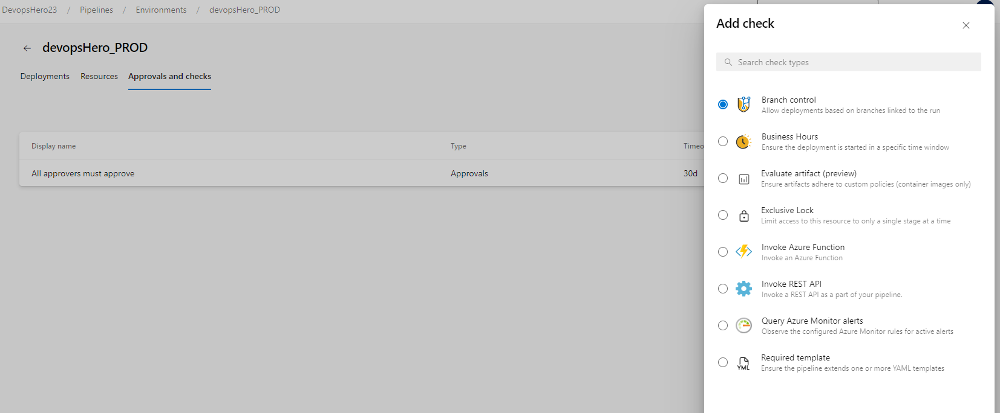 DevopsHero23 / Pipelines / Environments / devopsHero_PROD
devopsHero_PROD
Deployments Resources Approvals and checks
Display name Type Timeo
All approvers must approve Approvals 30d
Add check
Search check types
Branch control
Allow deployments based on branches linked to the run
Business Hours
Ensure the deployment is started in a specific time window
Evaluate artifact (preview)
Ensure artifacts adhere to custom policies (container images only)
Exclusive Lock
Limit access to this resource to only a single stage at a time
Invoke Azure Function
Invoke an Azure Function
Invoke REST API
Invoke a REST API as a part of your pipeline.
Query Azure Monitor alerts
Observe the configured Azure Monitor rules for active alerts
YML
Required template
Ensure the pipeline extends one or more YAML templates